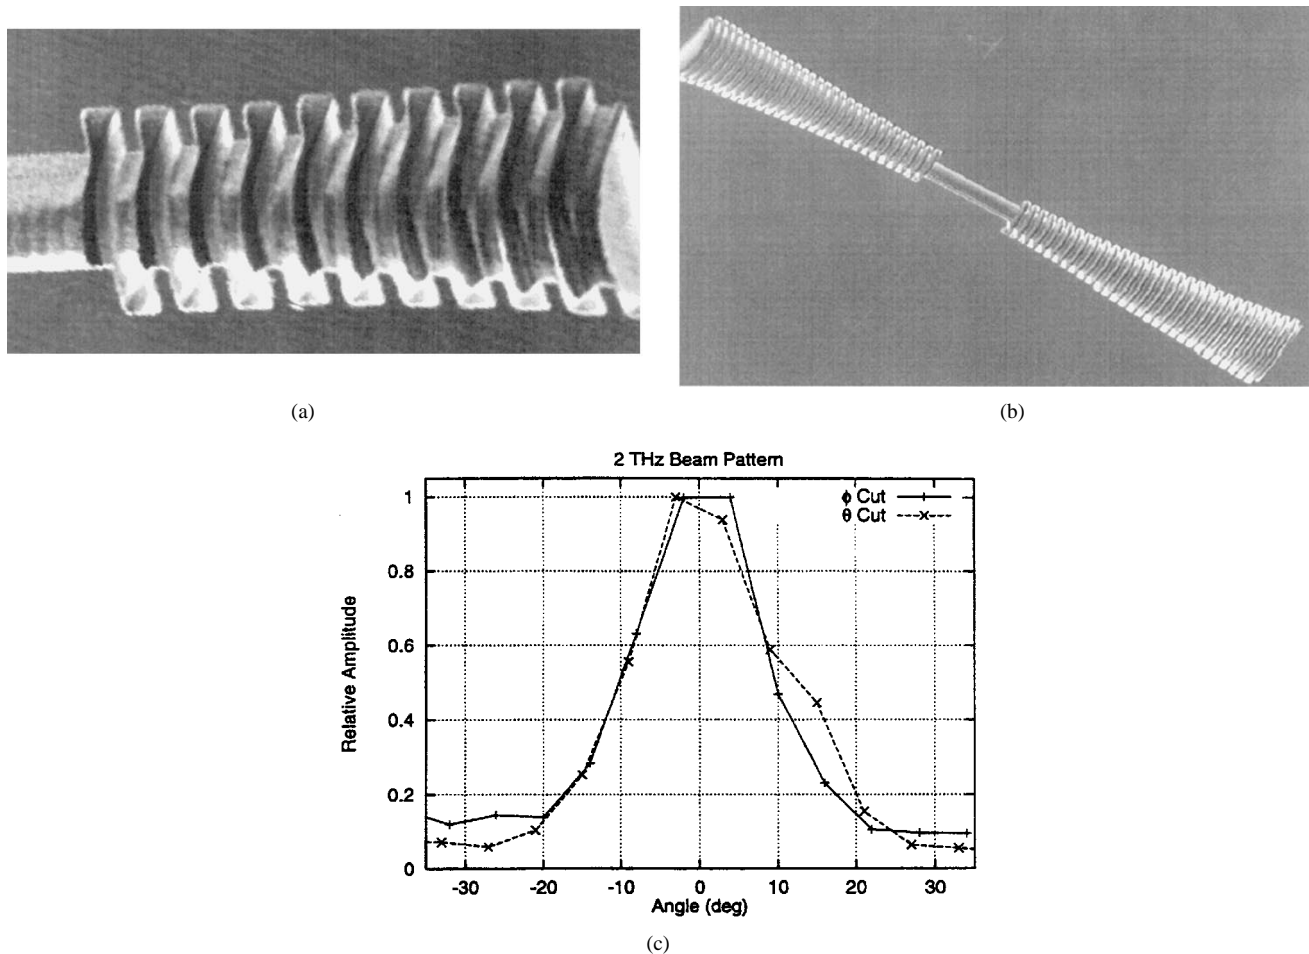 (a)
(b)
2 THz Beam Pattern
ϕ Cut
θ Cut
1
0.8
0.6
0.4
0.2
0
Relative Amplitude
-30 -20 -10 0 10 20 30
Angle (deg)
(c)